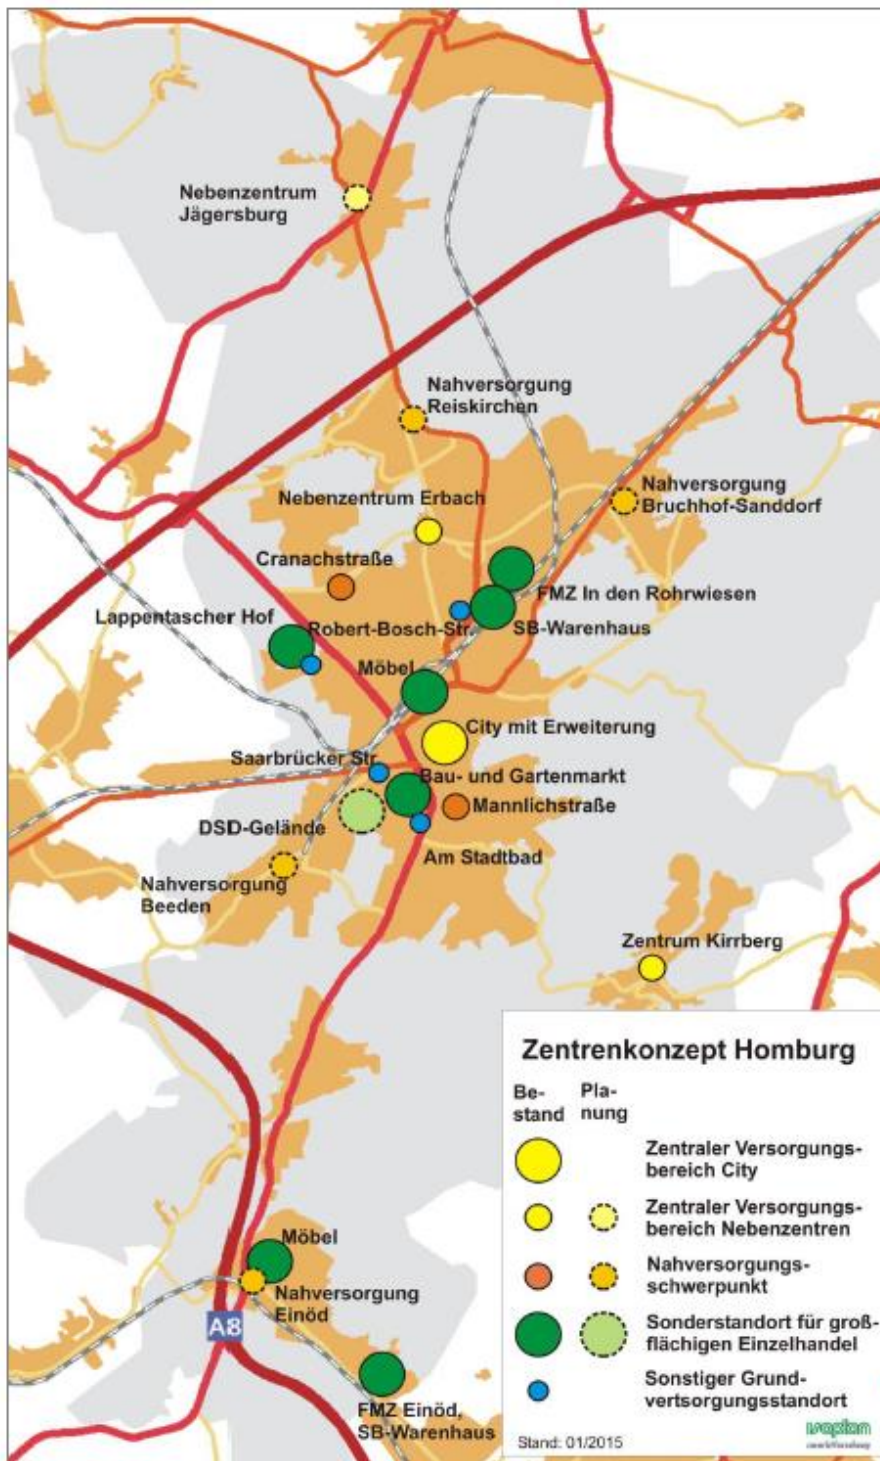 Nebenzentrum
Jägersburg
Nahversorgung
Reiskirchen
Nahversorgung
Bruchhof-Sanddorf
Nebenzentrum Erbach
Cranachstraße
FMZ In den Rohrwiesen
Lappentascher Hof
Robert-Bosch-Str.
SB-Warenhaus
Möbel
City mit Erweiterung
Saarbrücker Str.
Bau- und Gartenmarkt
Mannlichstraße
DSD-Gelände
Am Stadtbad
Nahversorgung
Beeden
Zentrum Kirrberg
Möbel
Nahversorgung
Einöd
A8
FMZ Einöd,
SB-Warenhaus
Zentrenkonzept Homburg
Be-
stand
Pla-
nung
Zentraler Versorgungs-
bereich City
Zentraler Versorgungs-
bereich Nebenzentren
Nahversorgungs-
schwerpunkt
Sonderstandort für groß-
flächigen Einzelhandel
Sonstiger Grund-
vertsorgungsstandort
Stand: 01/2015
isoplan